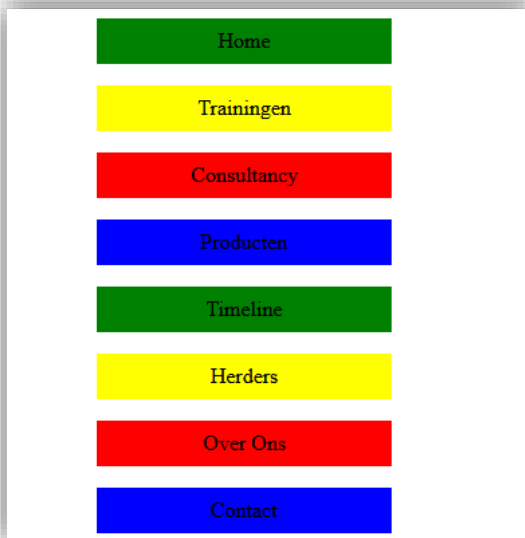 Home
Trainingen
Consultancy
Producten
Timeline
Herders
Over Ons
Contact